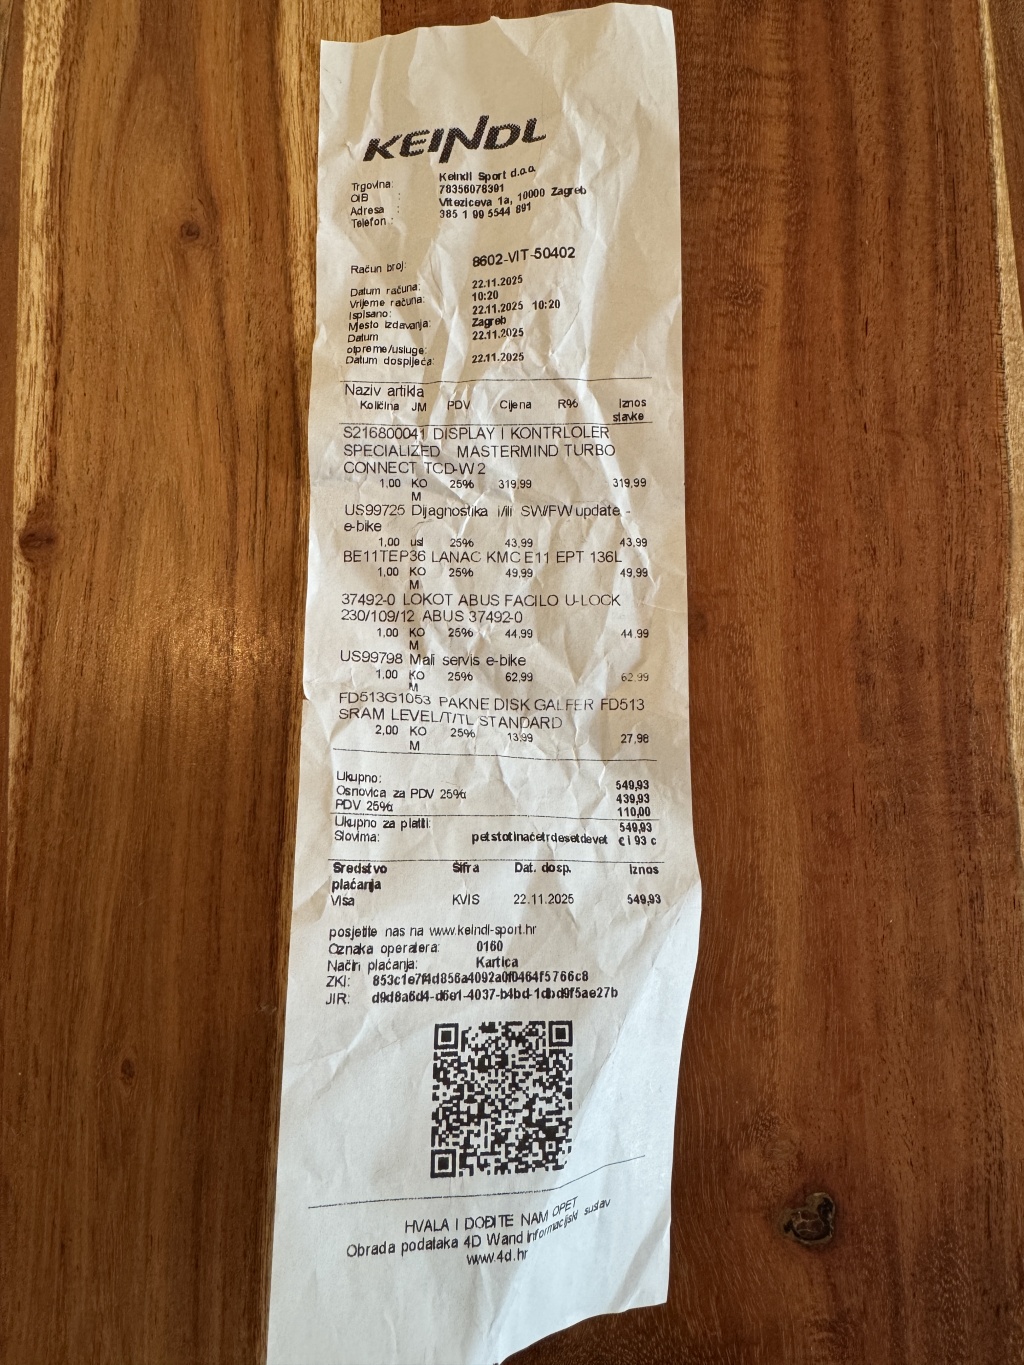 KEINDL
Trgovina: Keindl Sport d.o.o.
OIB : 78356078391
Adresa : Viteziceva 1a, 10000 Zagreb
Telefon : 385 1 99 5544 891
Račun broj: 8602-VIT-50402
Datum računa: 22.11.2025
Vrijeme računa: 10:20
Ispisano: 22.11.2025 10:20
Mjesto izdavanja: Zagreb
Datum 22.11.2025
otpreme/usluge:
Datum dospijeća: 22.11.2025
Naziv artikla
Količina JM PDV Cijena R% Iznos
stavke
S216800041 DISPLAY I KONTRLOLER
SPECIALIZED MASTERMIND TURBO
CONNECT TCD-W2
1,00 KO 25% 319,99 319,99
M
US99725 Dijagnostika i/ili SW/FW update -
e-bike
1,00 usl 25% 43,99 43,99
BE11TEP36 LANAC KMC E11 EPT 136L
1,00 KO 25% 49,99 49,99
M
37492-0 LOKOT ABUS FACILO U-LOCK
230/109/12 ABUS 37492-0
1,00 KO 25% 44,99 44,99
M
US99798 Mali servis e-bike
1,00 KO 25% 62,99 62,99
M
FD513G1053 PAKNE DISK GALFER FD513
SRAM LEVEL/T/TL STANDARD
2,00 KO 25% 13,99 27,98
M
Ukupno: 549,93
Osnovica za PDV 25%: 439,93
PDV 25%: 110,00
Ukupno za platiti: 549,93
Slovima: petstotinačetrdesetdevet € i 93 c
Sredstvo Šifra Dat. dosp. Iznos
plaćanja
Visa KVIS 22.11.2025 549,93
posjetite nas na www.keindl-sport.hr
Oznaka operatera: 0160
Način plaćanja: Kartica
ZKI: 853c1e7f4d856a4092a0f0464f5766c8
JIR: d9d8a6d4-d6e1-4037-b4bd-1dbd9f5ae27b
HVALA I DOĐITE NAM OPET
Obrada podataka 4D Wand Informacijski sustav
www.4d.hr